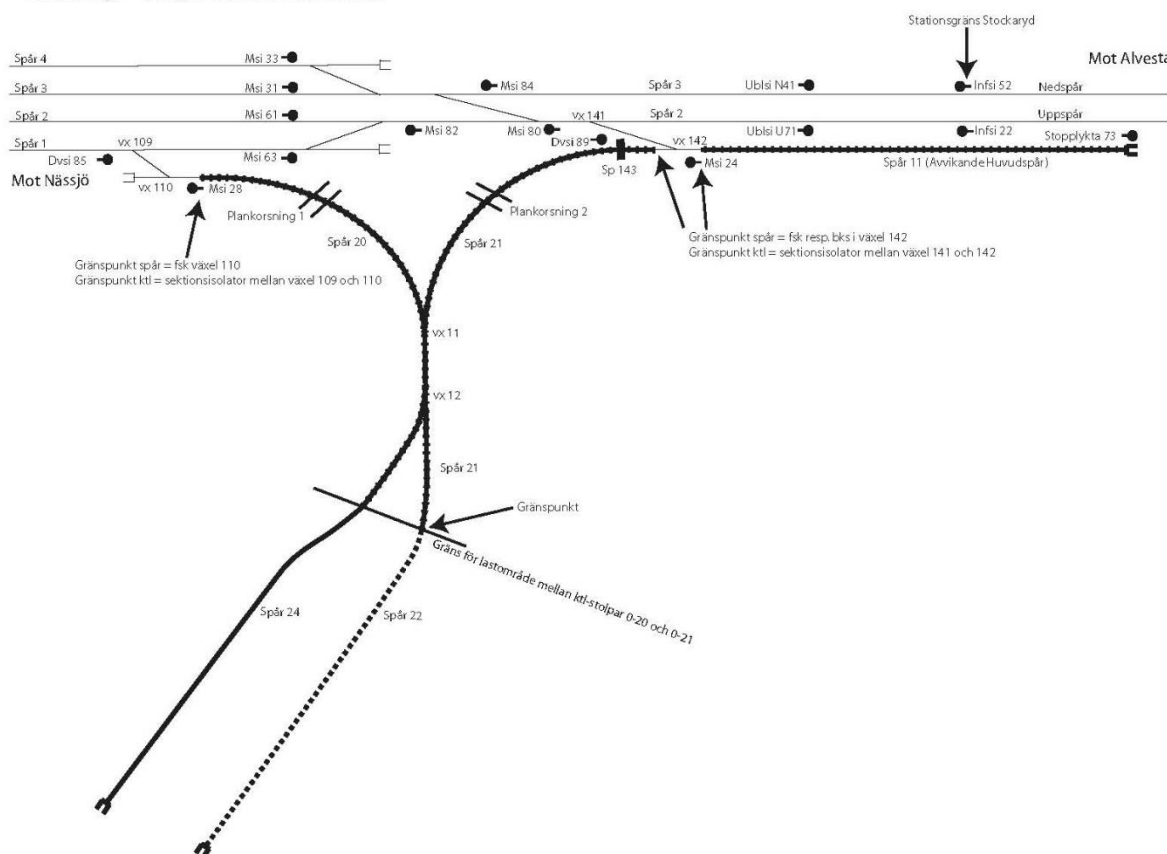 Stationsgräns Stockaryd
Mot Alvesta
Spår 4
Msi 33
Spår 3
Msi 31
Msi 84
Spår 3
Ublsi N41
Infsi 52
Nedspår
Spår 2
Msi 61
vx 141
Spår 2
Uppspår
Msi 82
Msi 80
Ublsi U71
Infsi 22
Stopplykta 73
Spår 1
vx 109
Dvsi 89
vx 142
Dvsi 85
Msi 63
Sp 143
Msi 24
Spår 11 (Avvikande Huvudspår)
Mot Nässjö
vx 110
Msi 28
Plankorsning 1
Plankorsning 2
Spår 20
Spår 21
Gränspunkt spår = fsk resp. bks i växel 142
Gränspunkt ktl = sektionsisolator mellan växel 141 och 142
Gränspunkt spår = fsk växel 110
Gränspunkt ktl = sektionsisolator mellan växel 109 och 110
vx 11
vx 12
Spår 21
Gränspunkt
Gräns för lastområde mellan ktl-stolpar 0-20 och 0-21
Spår 24
Spår 22